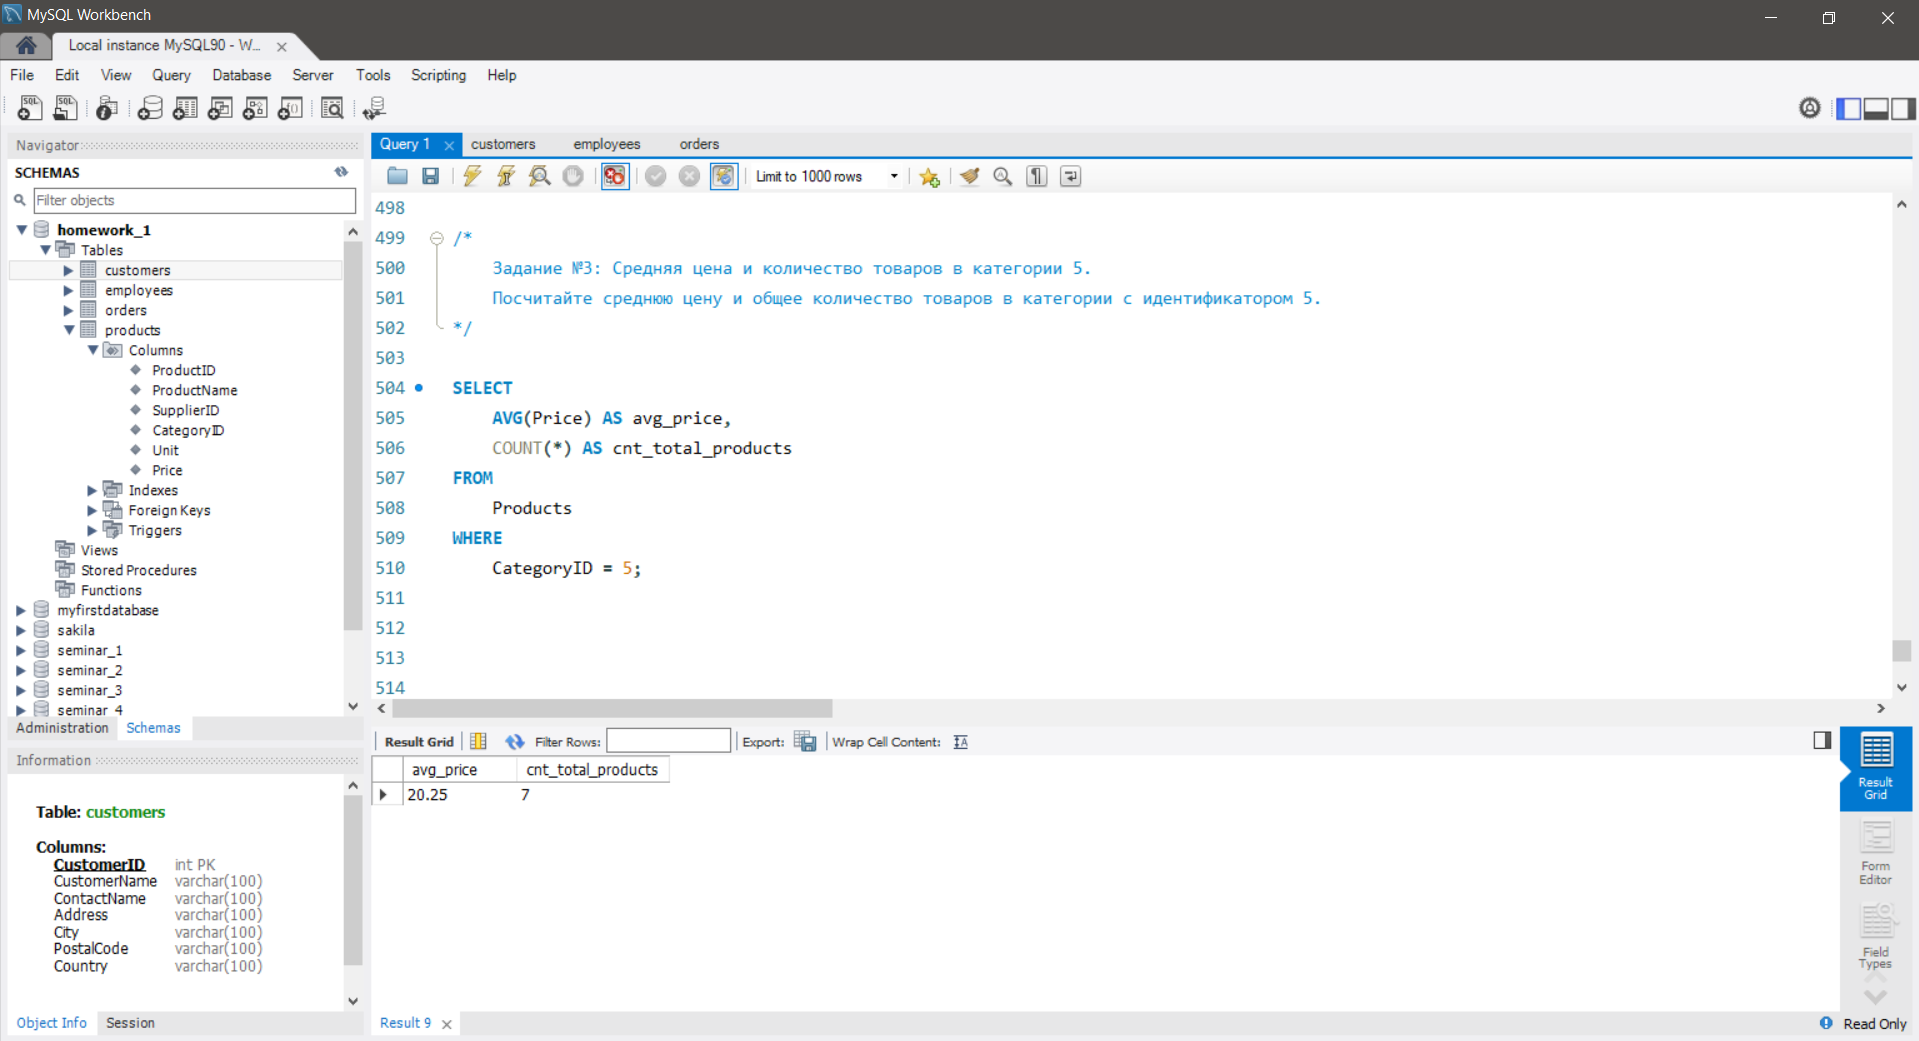 MySQL Workbench
Local instance MySQL90 - W...
File Edit View Query Database Server Tools Scripting Help
Navigator
SCHEMAS
Filter objects
homework_1
Tables
customers
employees
orders
products
Columns
ProductID
ProductName
SupplierID
CategoryID
Unit
Price
Indexes
Foreign Keys
Triggers
Views
Stored Procedures
Functions
myfirstdatabase
sakila
seminar_1
seminar_2
seminar_3
seminar_4
Administration Schemas
Information
Table: customers
Columns:
CustomerID int PK
CustomerName varchar(100)
ContactName varchar(100)
Address varchar(100)
City varchar(100)
PostalCode varchar(100)
Country varchar(100)
Object Info Session
Query 1 customers employees orders
Limit to 1000 rows
498
499 /*
500 Задание №3: Средняя цена и количество товаров в категории 5.
501 Посчитайте среднюю цену и общее количество товаров в категории с идентификатором 5.
502 */
503
504 SELECT
505 AVG(Price) AS avg_price,
506 COUNT(*) AS cnt_total_products
507 FROM
508 Products
509 WHERE
510 CategoryID = 5;
511
512
513
514
Result Grid Filter Rows: Export: Wrap Cell Content:
avg_price cnt_total_products
20.25 7
Result
Grid
Form
Editor
Field
Types
Result 9
Read Only